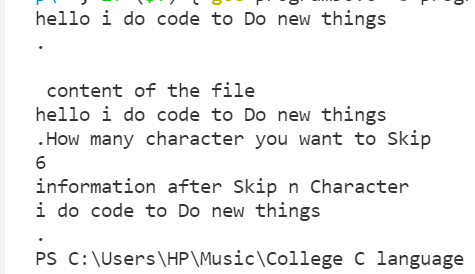 hello i do code to Do new things
.
content of the file
hello i do code to Do new things
.How many character you want to Skip
6
information after Skip n Character
i do code to Do new things
.
PS C:\Users\HP\Music\College C language